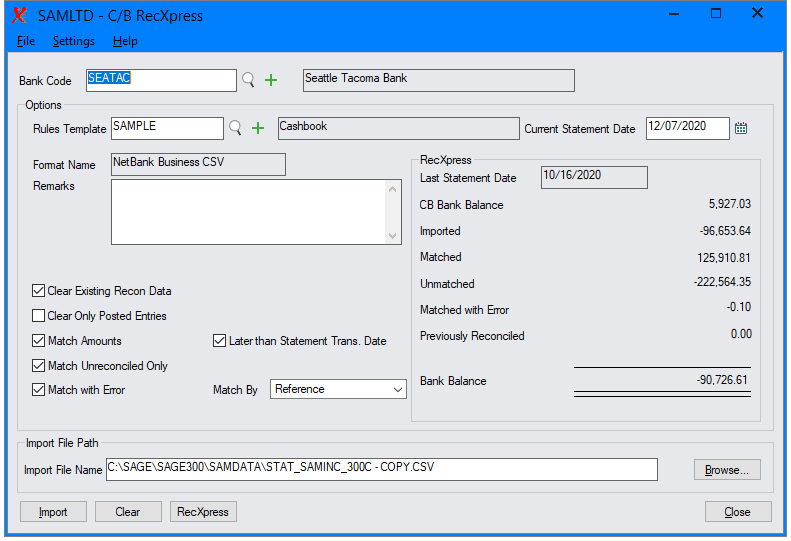 SAMLTD - C/B RecXpress
File Settings Help
Bank Code SEATAC Seattle Tacoma Bank
Options
Rules Template SAMPLE Cashbook Current Statement Date 12/07/2020
Format Name NetBank Business CSV
Remarks
RecXpress
Last Statement Date 10/16/2020
CB Bank Balance 5,927.03
Imported -96,653.64
Matched 125,910.81
Unmatched -222,564.35
Matched with Error -0.10
Previously Reconciled 0.00
Bank Balance -90,726.61
Clear Existing Recon Data
Clear Only Posted Entries
Match Amounts Later than Statement Trans. Date
Match Unreconciled Only
Match with Error Match By Reference
Import File Path
Import File Name C:\SAGE\SAGE300\SAMDATA\STAT_SAMINC_300C - COPY.CSV Browse...
Import Clear RecXpress Close